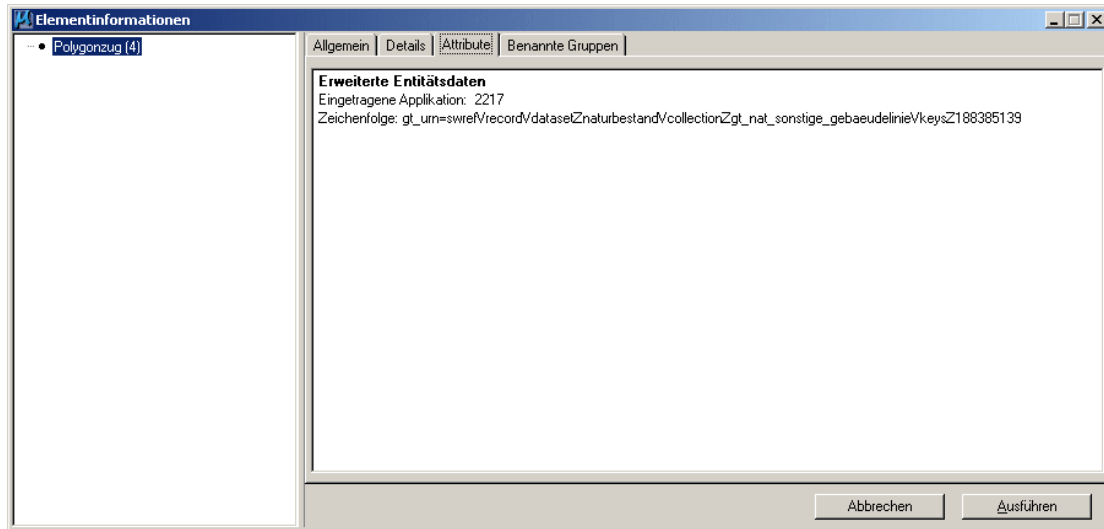 Elementinformationen
Polygonzug (4)
Allgemein Details Attribute Benannte Gruppen
Erweiterte Entitätsdaten
Eingetragene Applikation: 2217
Zeichenfolge: gt_urn=swrefVrecordVdatasetZnaturbestandVcollectionZgt_nat_sonstige_gebaeudelinieVkeysZ188385139
Abbrechen Ausführen